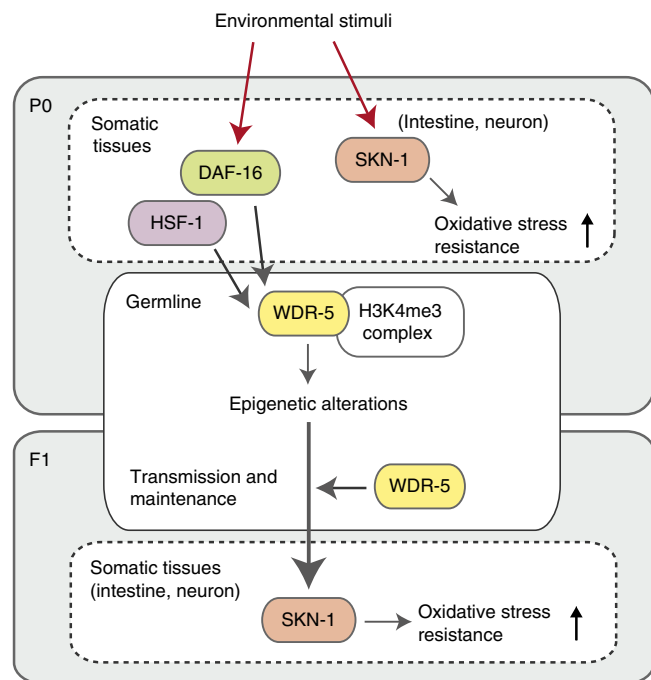 Environmental stimuli
P0
Somatic
tissues
(Intestine, neuron)
DAF-16
SKN-1
HSF-1
Oxidative stress
resistance
Germline
WDR-5
H3K4me3
complex
Epigenetic alterations
F1
Transmission and
maintenance
WDR-5
Somatic tissues
(intestine, neuron)
SKN-1
Oxidative stress
resistance